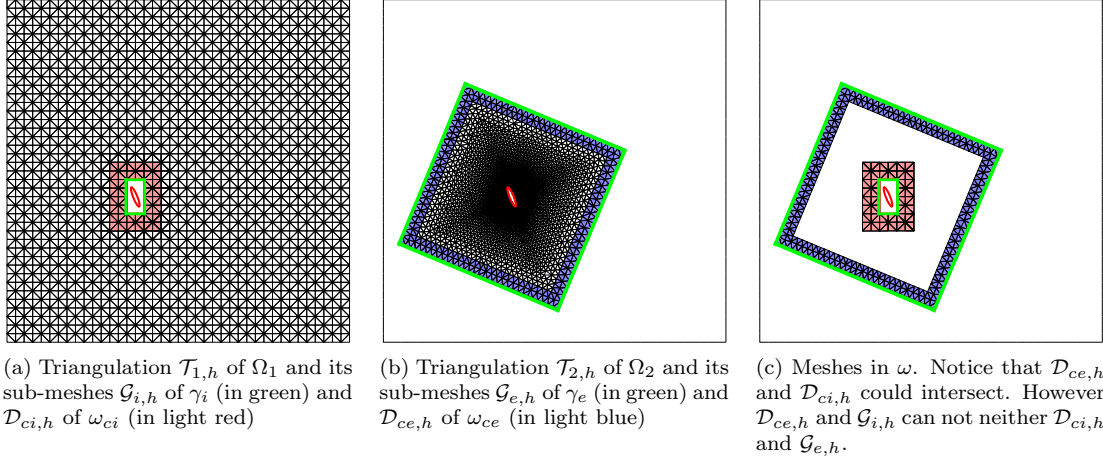 (a) Triangulation 𝒯₁,ₕ of Ω₁ and its
sub-meshes 𝒢ᵢ,ₕ of γᵢ (in green) and
𝒟cᵢ,ₕ of ωcᵢ (in light red)
(b) Triangulation 𝒯₂,ₕ of Ω₂ and its
sub-meshes 𝒢ₑ,ₕ of γₑ (in green) and
𝒟cₑ,ₕ of ωcₑ (in light blue)
(c) Meshes in ω. Notice that 𝒟cₑ,ₕ
and 𝒟cᵢ,ₕ could intersect. However
𝒟cₑ,ₕ and 𝒢ᵢ,ₕ can not neither 𝒟cᵢ,ₕ
and 𝒢ₑ,ₕ.